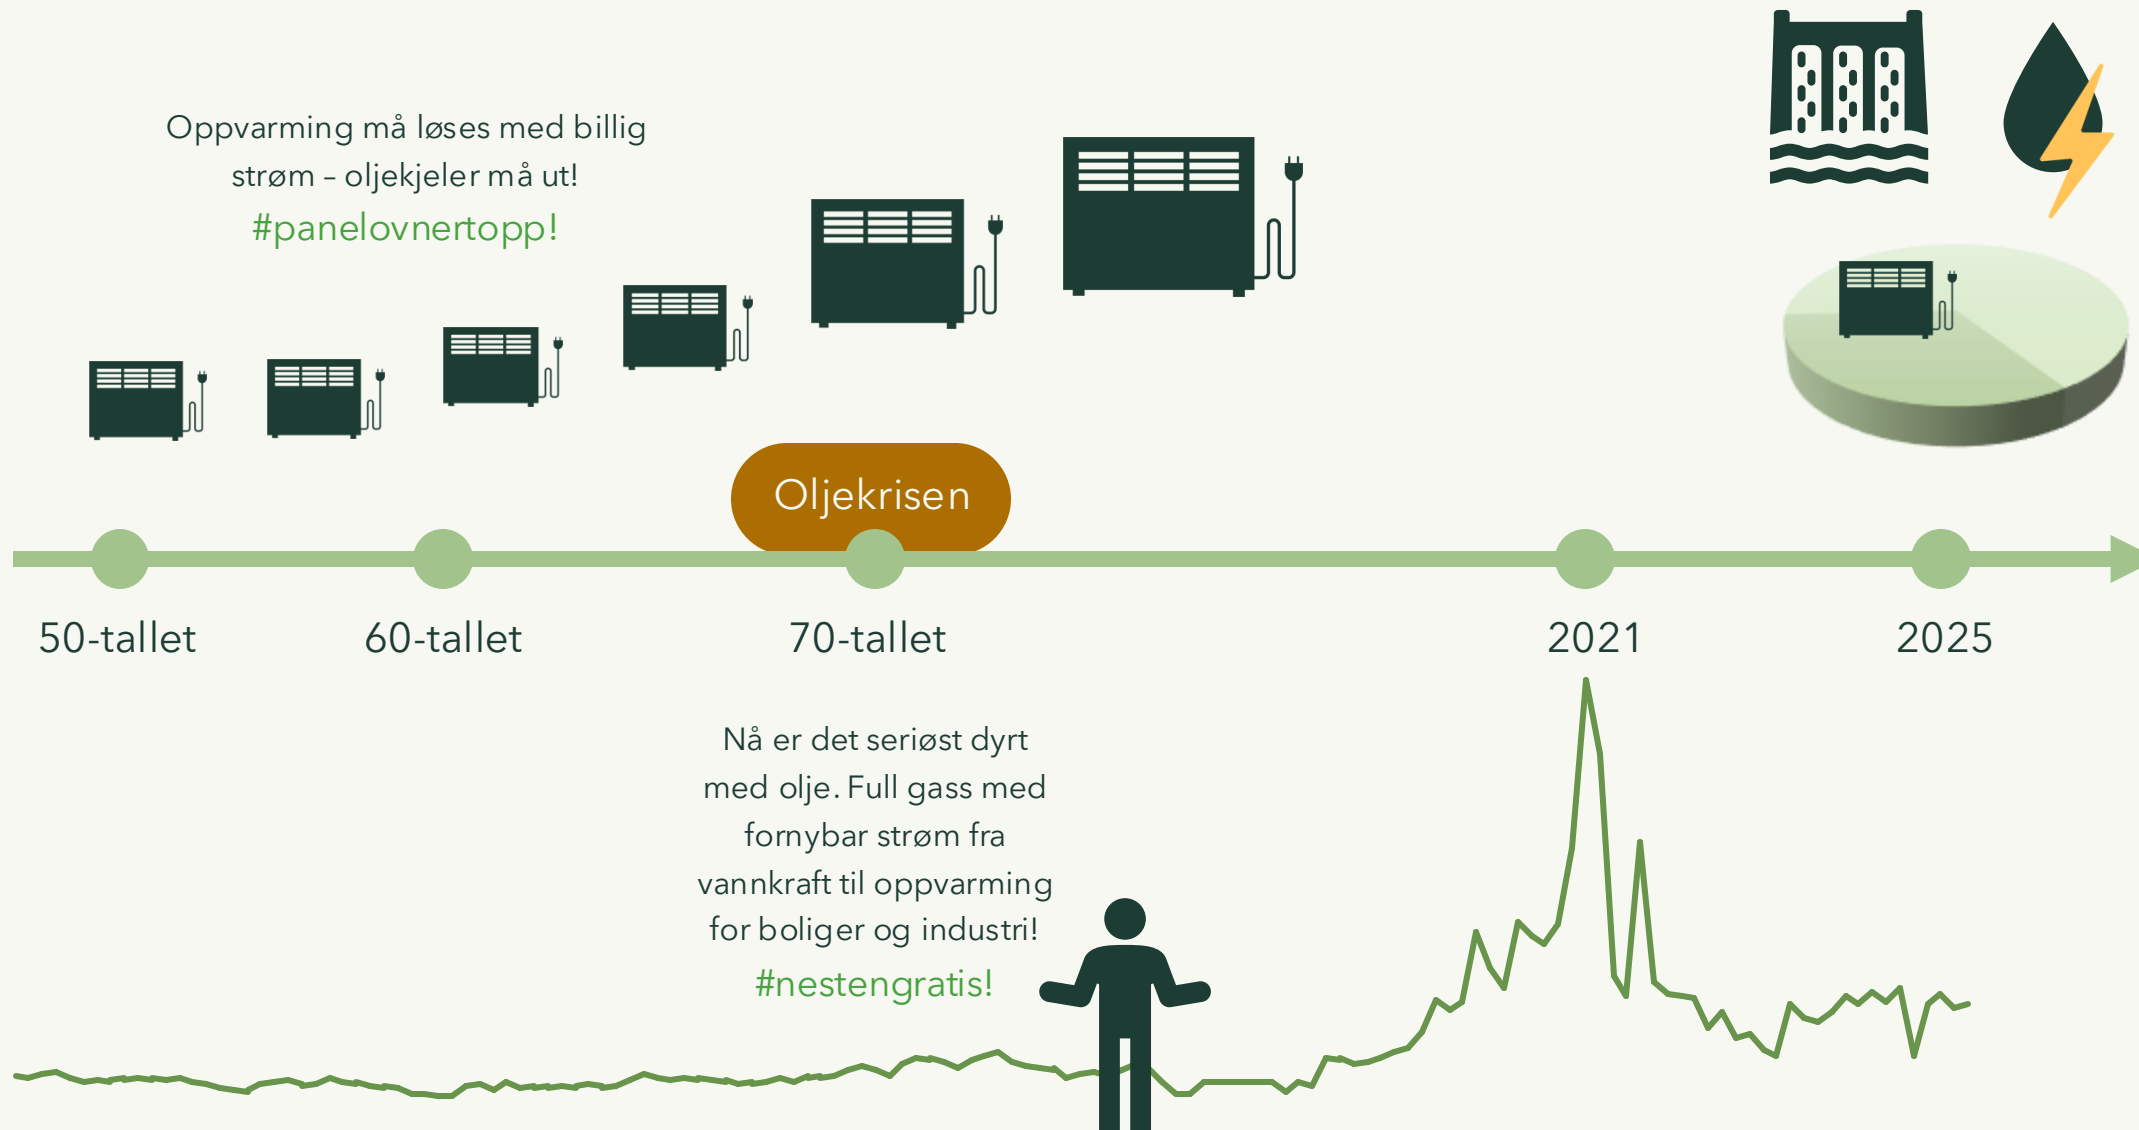 Oppvarming må løses med billig
strøm – oljekjeler må ut!
#panelovnertopp!
Oljekrisen
50-tallet
60-tallet
70-tallet
2021
2025
Nå er det seriøst dyrt
med olje. Full gass med
fornybar strøm fra
vannkraft til oppvarming
for boliger og industri!
#nestengratis!